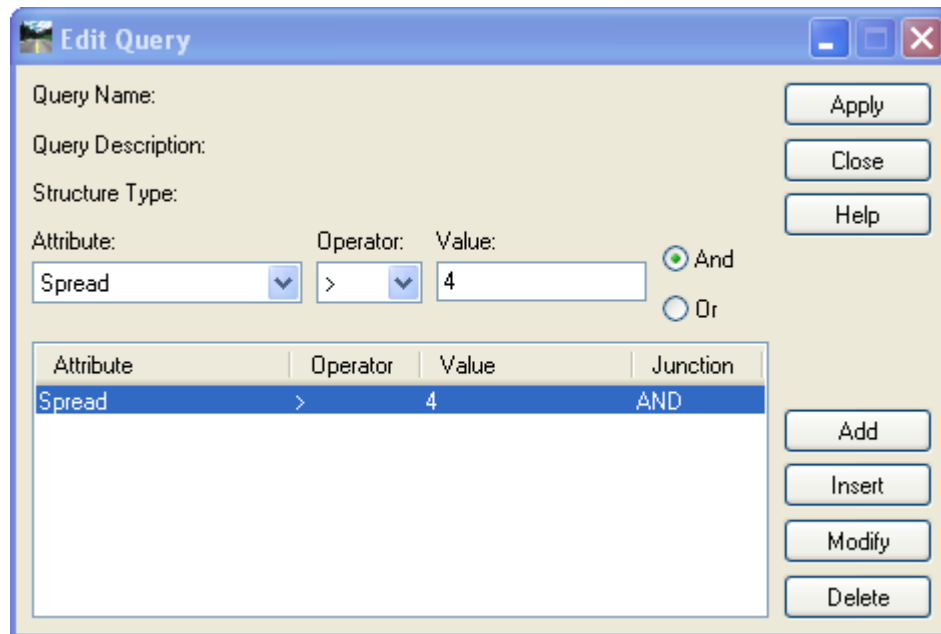 Edit Query
Query Name:
Apply
Query Description:
Close
Structure Type:
Help
Attribute: Operator: Value:
And
Spread > 4
Or
Attribute Operator Value Junction
Spread > 4 AND
Add
Insert
Modify
Delete